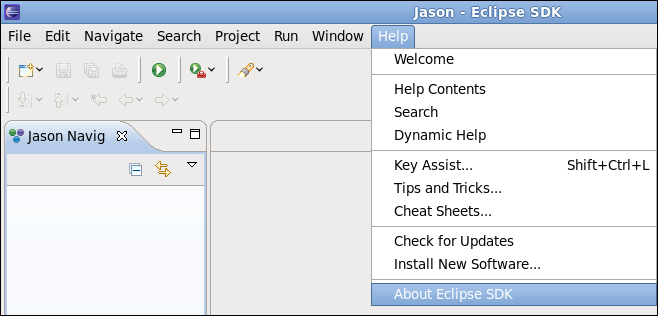 Jason - Eclipse SDK
File Edit Navigate Search Project Run Window Help
Welcome
Help Contents
Search
Dynamic Help
Jason Navig
Key Assist... Shift+Ctrl+L
Tips and Tricks...
Cheat Sheets...
Check for Updates
Install New Software...
About Eclipse SDK